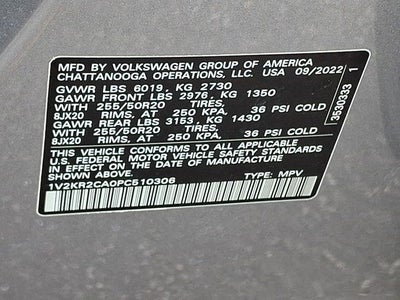 MFD BY VOLKSWAGEN GROUP OF AMERICA
CHATTANOOGA OPERATIONS, LLC. USA 09/2022
GVWR LBS 6019, KG 2730
GAWR FRONT LBS 2976, KG 1350
WITH 255/50R20 TIRES,
8JX20 RIMS, AT 250 KPA. 36 PSI COLD
GAWR REAR LBS 3153, KG 1430
WITH 255/50R20 TIRES,
8JX20 RIMS, AT 250 KPA. 36 PSI COLD
THIS VEHICLE CONFORMS TO ALL APPLICABLE
U.S. FEDERAL MOTOR VEHICLE SAFETY STANDARDS
IN EFFECT ON THE DATE OF MANUFACTURE
SHOWN ABOVE.
1V2KR2CA0PC510306 TYPE: MPV
3530333 1